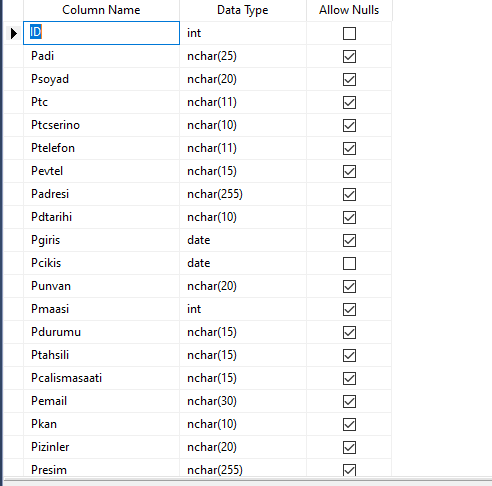 Column Name Data Type Allow Nulls
ID int
Padi nchar(25)
Psoyad nchar(20)
Ptc nchar(11)
Ptcserino nchar(10)
Ptelefon nchar(11)
Pevtel nchar(15)
Padresi nchar(255)
Pdtarihi nchar(10)
Pgiris date
Pcikis date
Punvan nchar(20)
Pmaasi int
Pdurumu nchar(15)
Ptahsili nchar(15)
Pcalismasaati nchar(15)
Pemail nchar(30)
Pkan nchar(10)
Pizinler nchar(20)
Presim nchar(255)